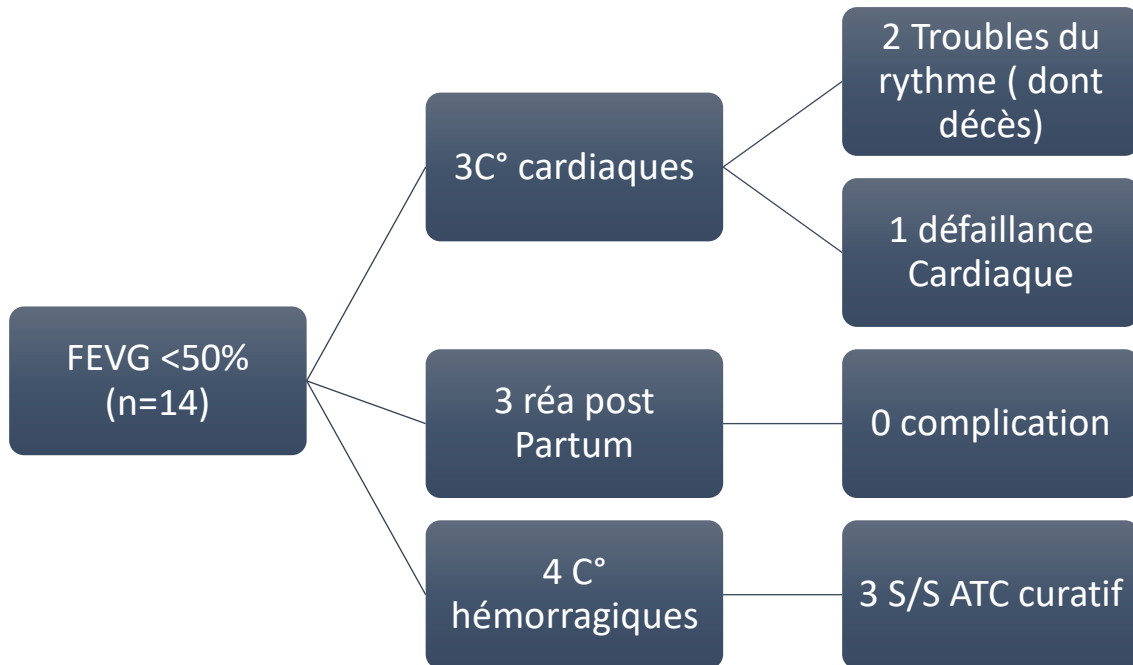 FEVG <50%
(n=14)
3C° cardiaques
2 Troubles du
rythme ( dont
décès)
1 défaillance
Cardiaque
3 réa post
Partum
0 complication
4 C°
hémorragiques
3 S/S ATC curatif